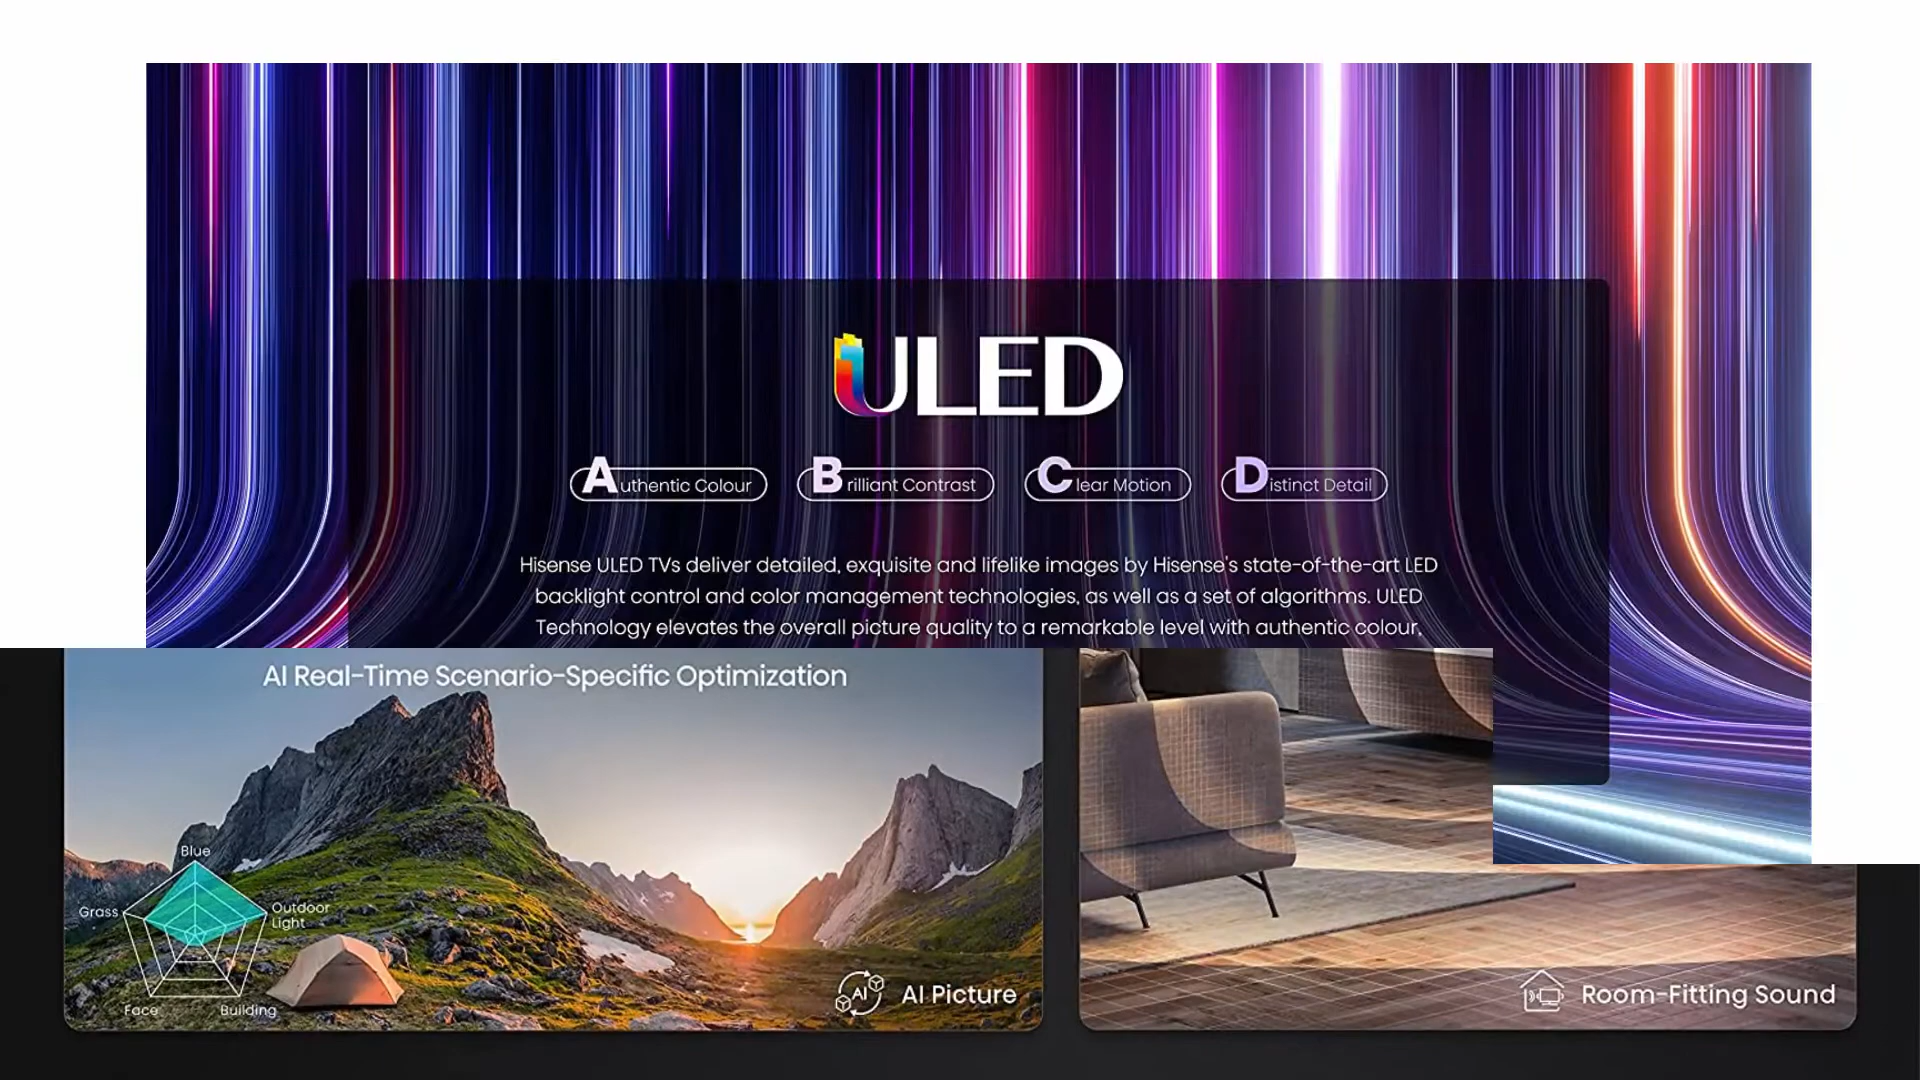 ULED
Authentic Colour
Brilliant Contrast
Clear Motion
Distinct Detail
Hisense ULED TVs deliver detailed, exquisite and lifelike images by Hisense's state-of-the-art LED
backlight control and color management technologies, as well as a set of algorithms. ULED
Technology elevates the overall picture quality to a remarkable level with authentic colour,
AI Real-Time Scenario-Specific Optimization
Blue
Grass
Outdoor
Light
Face
Building
AI
AI Picture
Room-Fitting Sound